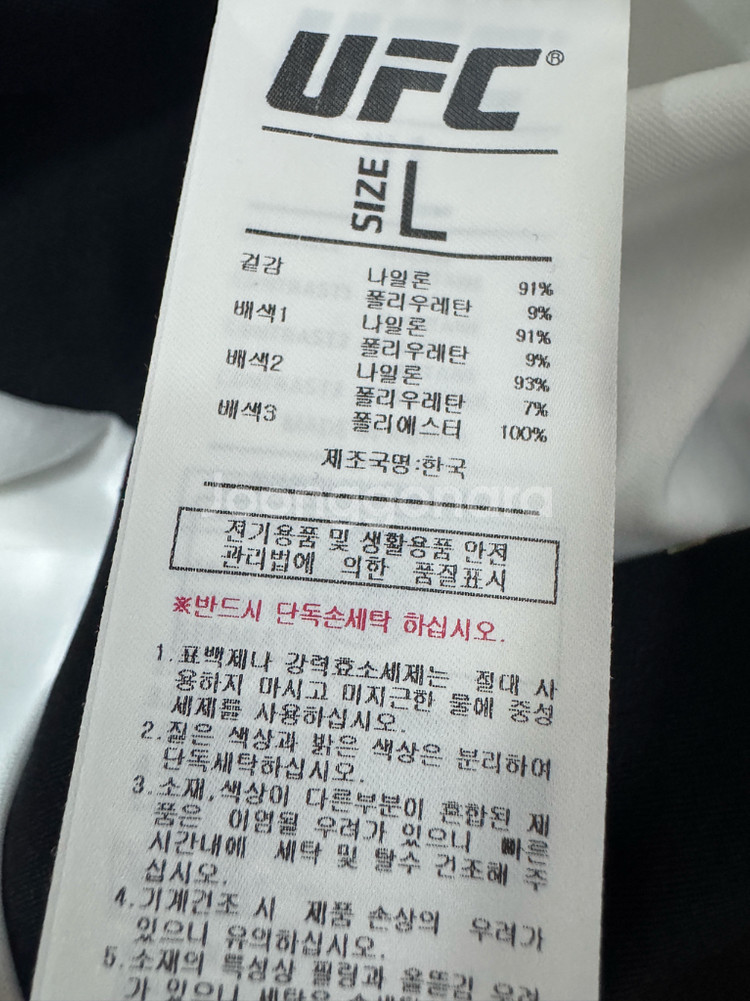 UFC®
SIZE L
겉감 나일론 91%
폴리우레탄 9%
배색1 나일론 91%
폴리우레탄 9%
배색2 나일론 93%
폴리우레탄 7%
배색3 폴리에스터 100%
제조국명:한국
joonggonara
전기용품 및 생활용품 안전
관리법에 의한 품질표시
※반드시 단독손세탁 하십시오.
1.표백제나 강력효소세제는 절대 사
용하지 마시고 미지근한 물에 중성
세제를 사용하십시오.
2.짙은 색상과 밝은 색상은 분리하여
단독세탁하십시오.
3.소재,색상이 다른부분이 혼합된 제
품은 이염될 우려가 있으니 빠른
시간내에 세탁 및 탈수 건조해 주
십시오.
4.기계건조 시 제품 손상의 우려가
있으니 유의하십시오.
5.소재의 특성상 필링과 올뜯김 우려
가 있으니 세탁은